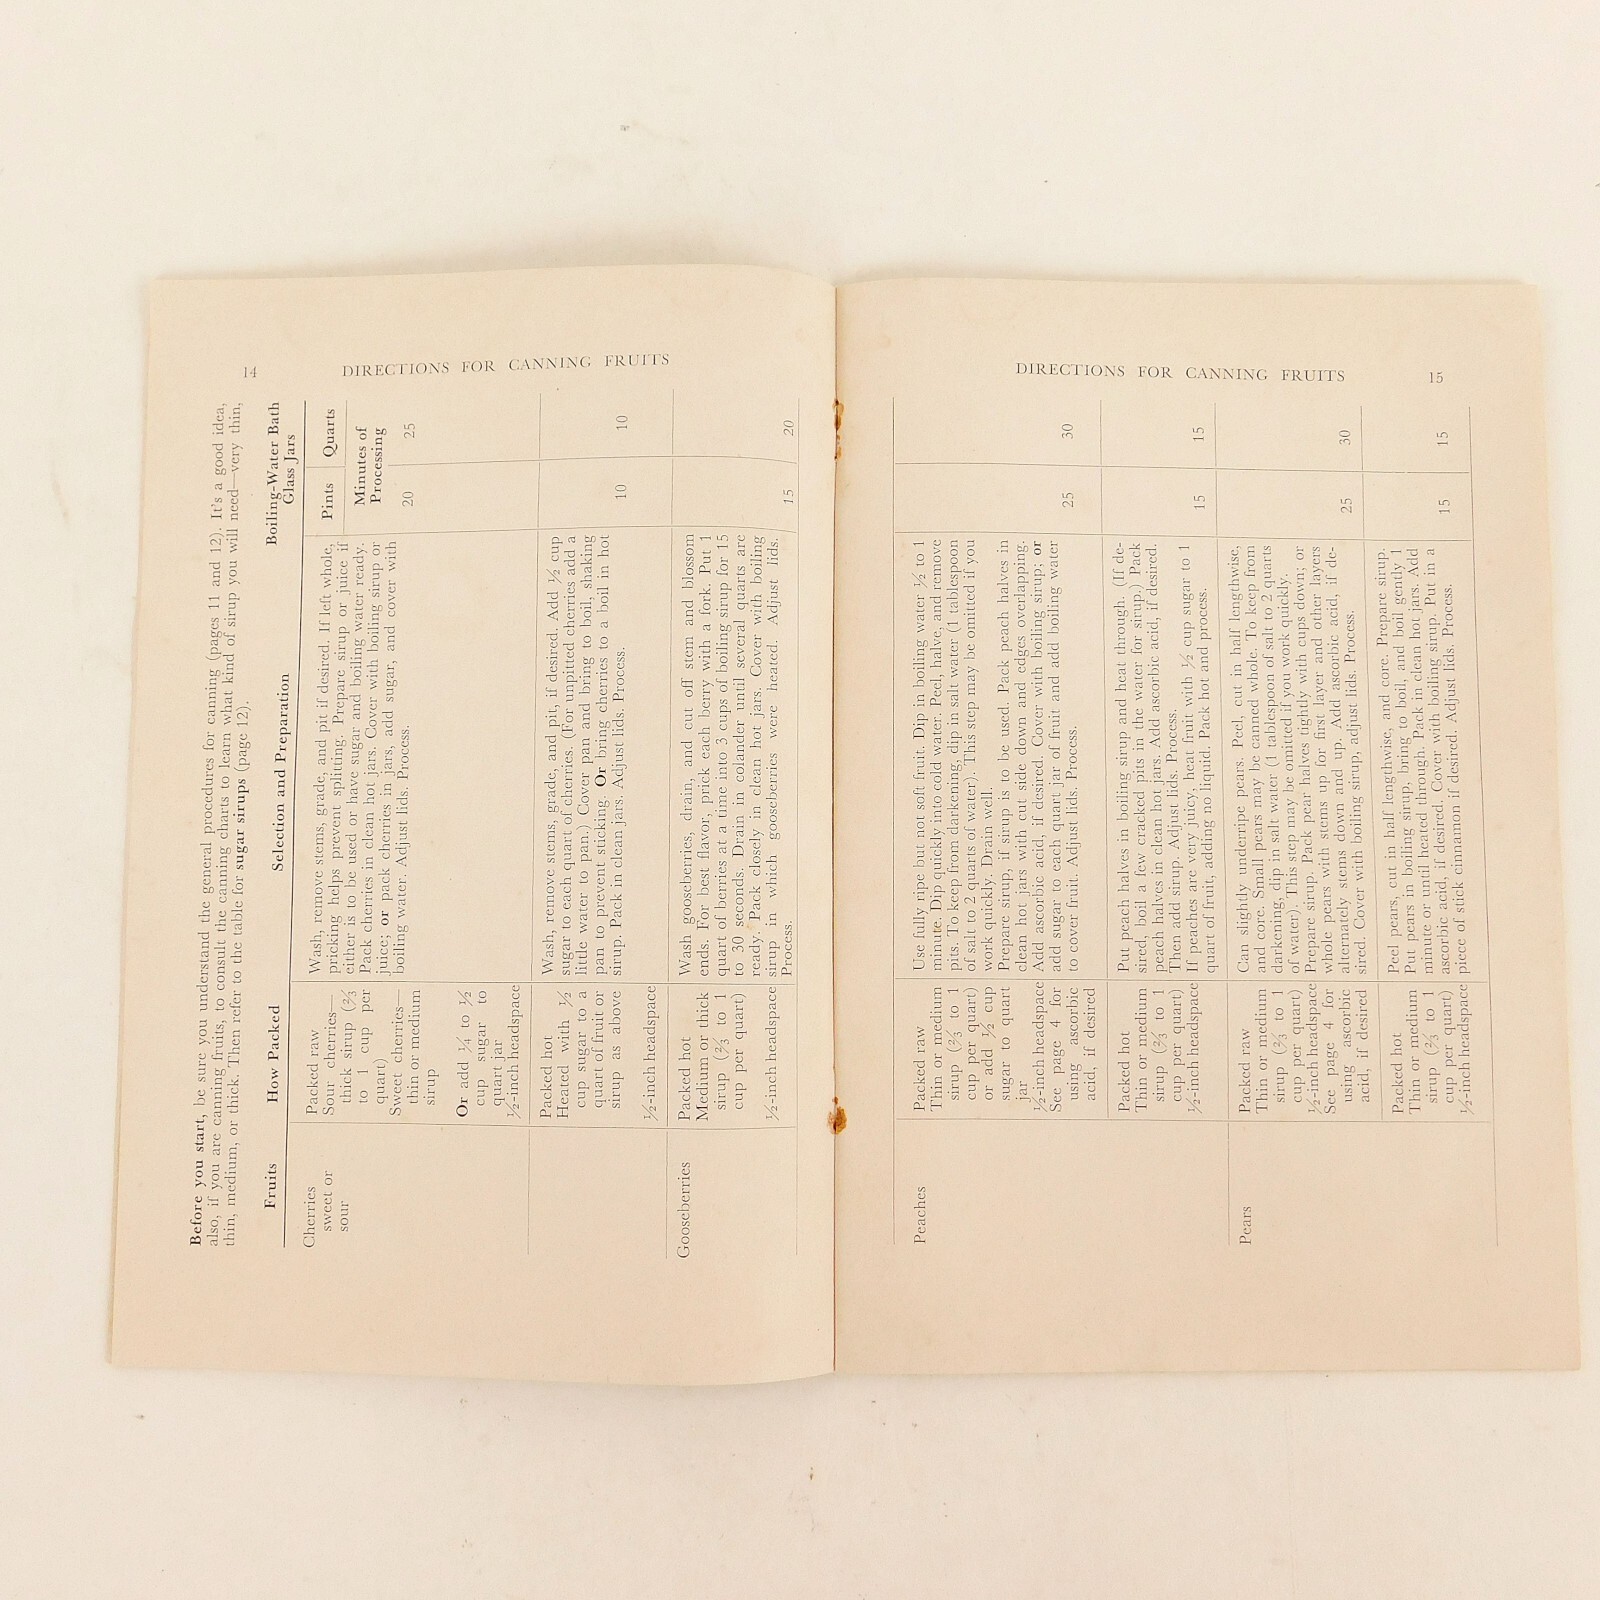 14
DIRECTIONS FOR CANNING FRUITS
Before you start, be sure you understand the general procedures for canning (pages 11 and 12). It's a good idea,
also, if you are canning fruits, to consult the canning charts to learn what kind of sirup you will need—very thin,
thin, medium, or thick. Then refer to the table for sugar sirups (page 12).
Fruits
How Packed
Selection and Preparation
Boiling-Water Bath
Glass Jars
Pints
Quarts
Minutes of
Processing
Cherries
sweet or
sour
Packed raw
Sour cherries—
thick sirup (⅔
to 1 cup per
quart)
Sweet cherries—
thin or medium
sirup
Or add ¼ to ½
cup sugar to
quart jar
½-inch headspace
Wash, remove stems, grade, and pit if desired. If left whole,
pricking helps prevent splitting. Prepare sirup or juice if
either is to be used or have sugar and boiling water ready.
Pack cherries in clean hot jars. Cover with boiling sirup or
juice; or pack cherries in jars, add sugar, and cover with
boiling water. Adjust lids. Process.
20
25
Packed hot
Heated with ½
cup sugar to a
quart of fruit or
sirup as above
½-inch headspace
Wash, remove stems, grade, and pit, if desired. Add ½ cup
sugar to each quart of cherries. (For unpitted cherries add a
little water to pan.) Cover pan and bring to boil, shaking
pan to prevent sticking. Or bring cherries to a boil in hot
sirup. Pack in clean jars. Adjust lids. Process.
10
10
Gooseberries
Packed hot
Medium or thick
sirup (⅔ to 1
cup per quart)
½-inch headspace
Wash gooseberries, drain, and cut off stem and blossom
ends. For best flavor, prick each berry with a fork. Put 1
quart of berries at a time into 3 cups of boiling sirup for 15
to 30 seconds. Drain in colander until several quarts are
ready. Pack closely in clean hot jars. Cover with boiling
sirup in which gooseberries were heated. Adjust lids.
Process.
15
20
DIRECTIONS FOR CANNING FRUITS
15
Peaches
Packed raw
Thin or medium
sirup (⅔ to 1
cup per quart)
or add ½ cup
sugar to quart
jar
½-inch headspace
See page 4 for
using ascorbic
acid, if desired
Use fully ripe but not soft fruit. Dip in boiling water ½ to 1
minute. Dip quickly into cold water. Peel, halve, and remove
pits. To keep from darkening, dip in salt water (1 tablespoon
of salt to 2 quarts of water). This step may be omitted if you
work quickly. Drain well.
Prepare sirup, if sirup is to be used. Pack peach halves in
clean hot jars with cut side down and edges overlapping.
Add ascorbic acid, if desired. Cover with boiling sirup; or
add sugar to each quart jar of fruit and add boiling water
to cover fruit. Adjust lids. Process.
25
30
Packed hot
Thin or medium
sirup (⅔ to 1
cup per quart)
½-inch headspace
Put peach halves in boiling sirup and heat through. (If de-
sired, boil a few cracked pits in the water for sirup.) Pack
peach halves in clean hot jars. Add ascorbic acid, if desired.
Then add sirup. Adjust lids. Process.
If peaches are very juicy, heat fruit with ½ cup sugar to 1
quart of fruit, adding no liquid. Pack hot and process.
15
15
Pears
Packed raw
Thin or medium
sirup (⅔ to 1
cup per quart)
½-inch headspace
See page 4 for
using ascorbic
acid, if desired
Can slightly underripe pears. Peel, cut in half lengthwise,
and core. Small pears may be canned whole. To keep from
darkening, dip in salt water (1 tablespoon of salt to 2 quarts
of water). This step may be omitted if you work quickly.
Prepare sirup. Pack pear halves tightly with cups down; or
whole pears with stems up for first layer and other layers
alternately stems down and up. Add ascorbic acid, if de-
sired. Cover with boiling sirup, adjust lids. Process.
25
30
Packed hot
Thin or medium
sirup (⅔ to 1
cup per quart)
½-inch headspace
Peel pears, cut in half lengthwise, and core. Prepare sirup.
Put pears in boiling sirup, bring to boil, and boil gently 1
minute or until heated through. Pack in clean hot jars. Add
ascorbic acid, if desired. Cover with boiling sirup. Put in a
piece of stick cinnamon if desired. Adjust lids. Process.
15
15